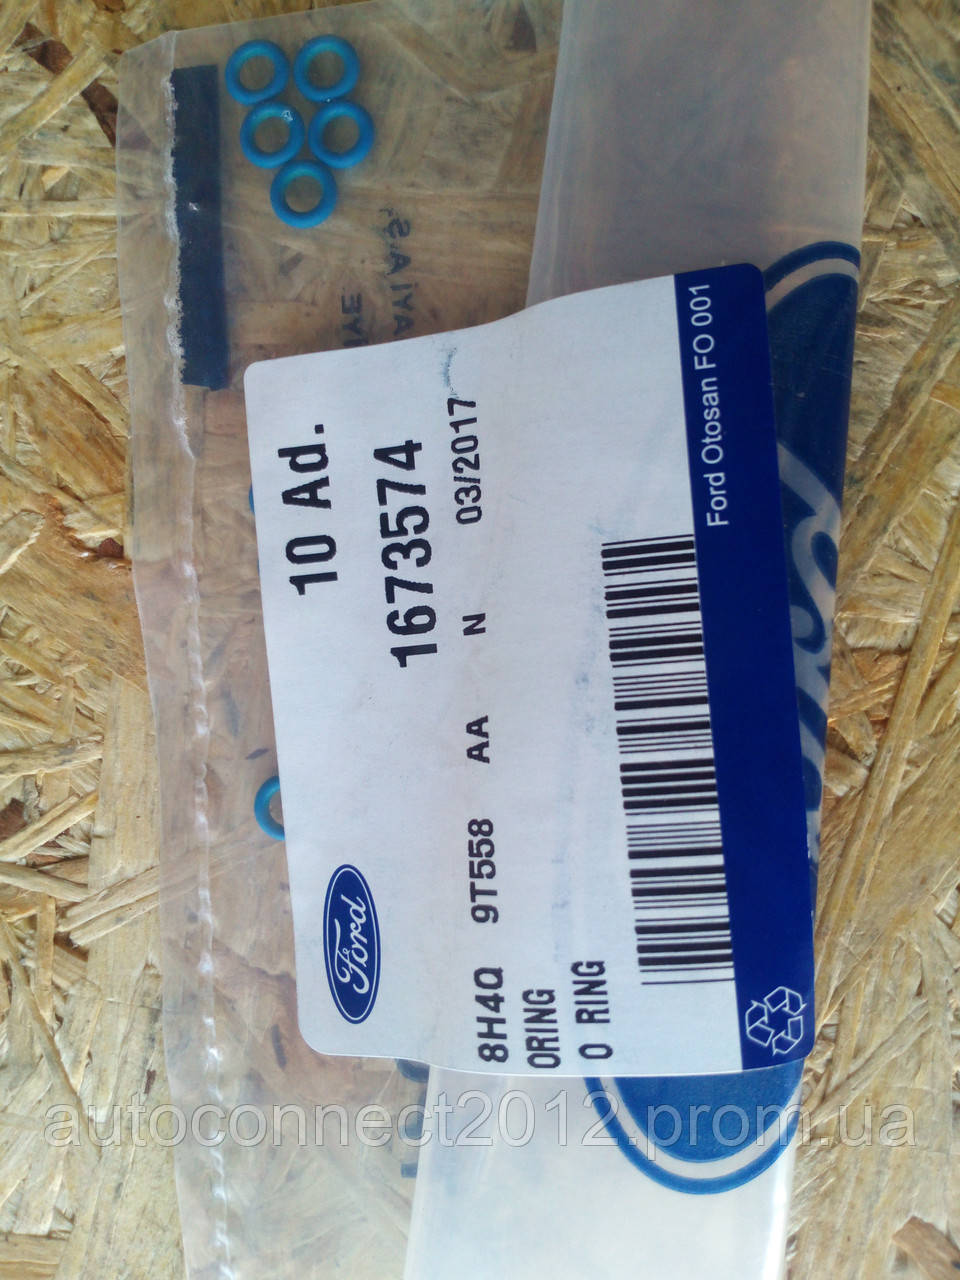 10 Ad.
1673574
Ford
8H4Q 9T558 AA N 03/2017
ORING
O RING
Ford Otosan FO 001
autoconnect2012.prom.ua